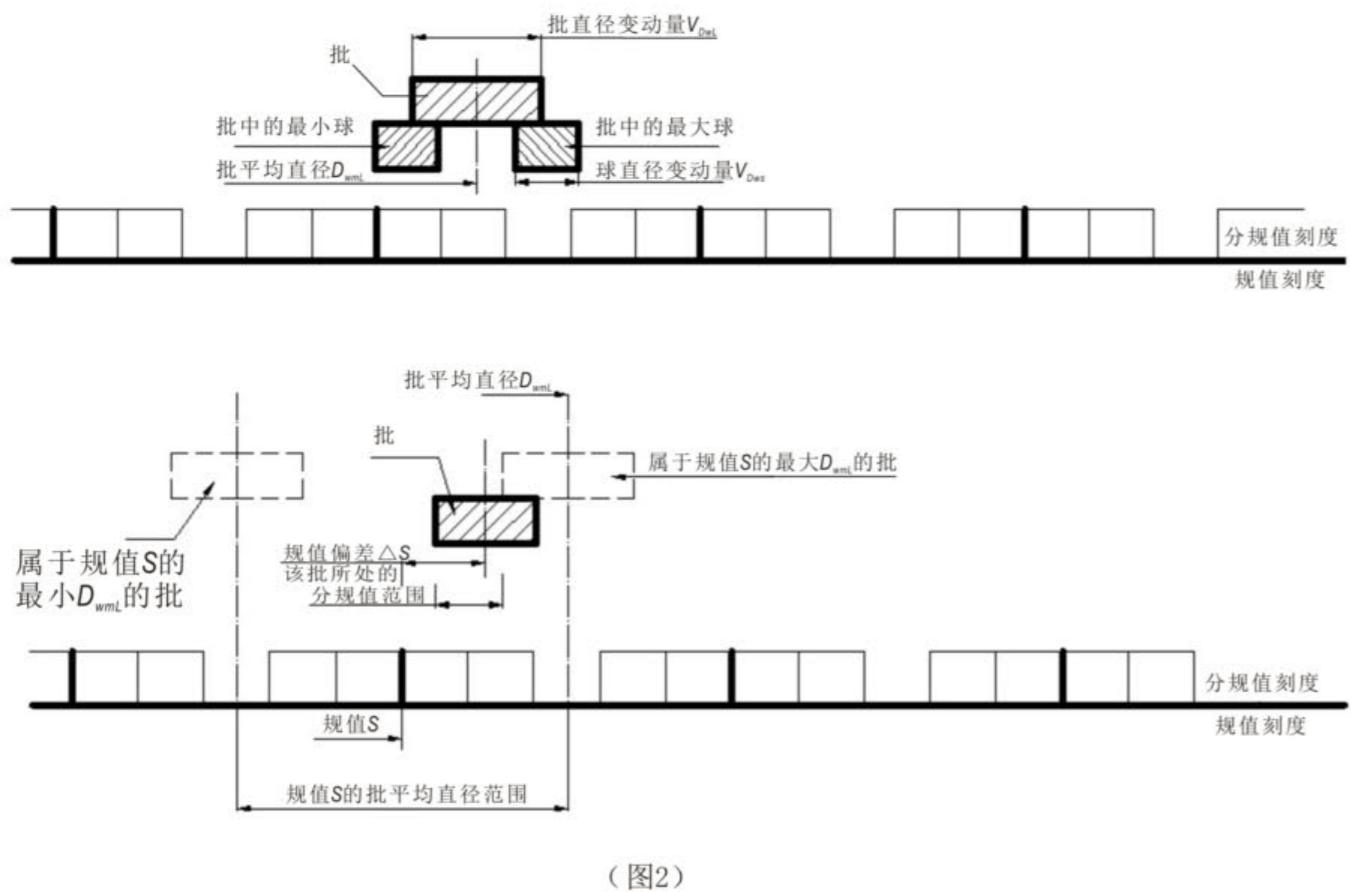 批直径变动量V_DwL
批
批中的最小球
批中的最大球
批平均直径D_wmL
球直径变动量V_Dws
分规值刻度
规值刻度
批平均直径D_wmL
批
属于规值S的最大D_wmL的批
属于规值S的
最小D_wmL的批
规值偏差△S
该批所处的
分规值范围
分规值刻度
规值S
规值刻度
规值S的批平均直径范围
（图2）